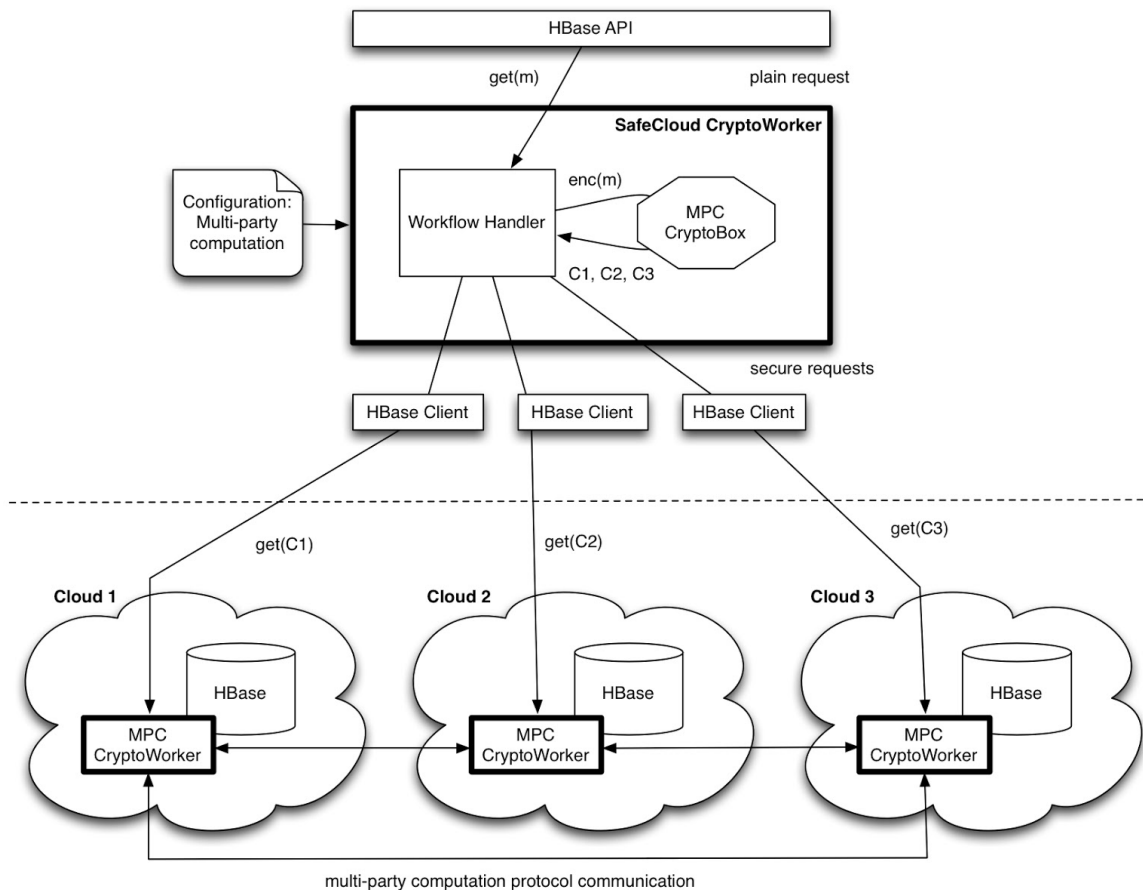 HBase API
get(m)
plain request
SafeCloud CryptoWorker
enc(m)
Configuration:
Multi-party
computation
Workflow Handler
MPC
CryptoBox
C1, C2, C3
secure requests
HBase Client
HBase Client
HBase Client
get(C1)
get(C2)
get(C3)
Cloud 1
Cloud 2
Cloud 3
HBase
HBase
HBase
MPC
CryptoWorker
MPC
CryptoWorker
MPC
CryptoWorker
multi-party computation protocol communication